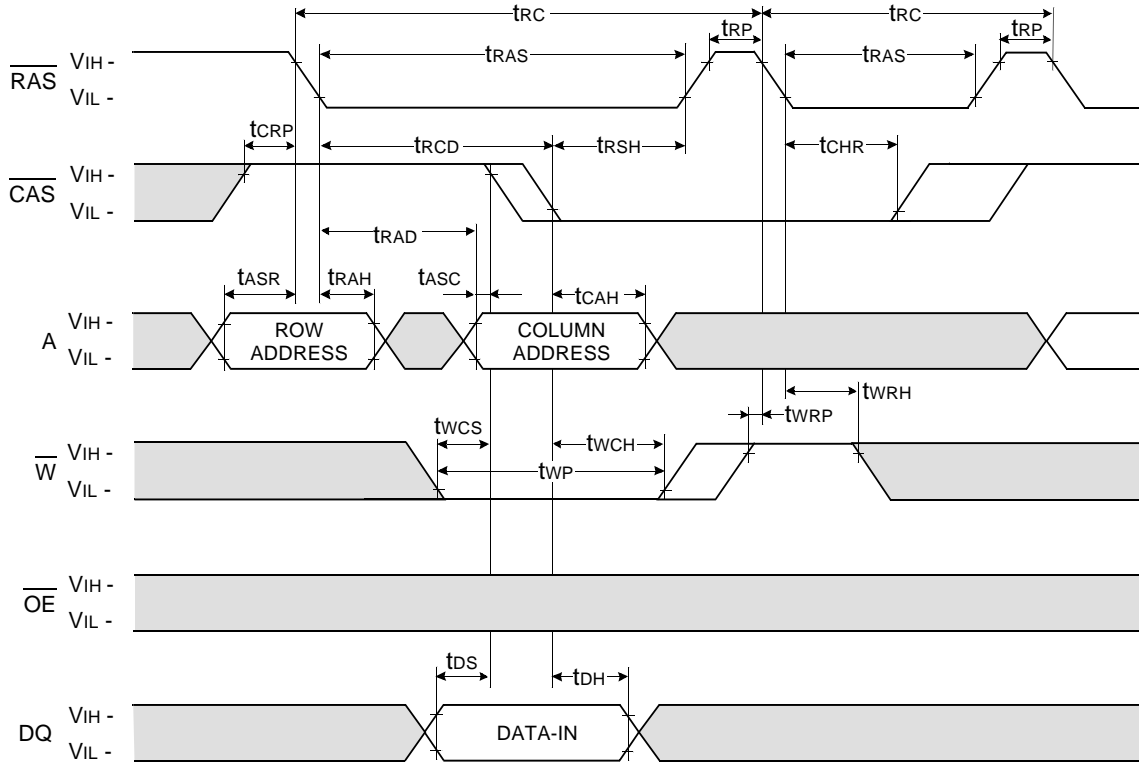 tRC tRC
tRP tRP
tRAS tRAS
RAS VIH -
VIL -
tCRP tRCD tRSH tCHR
CAS VIH -
VIL -
tRAD
tASR tRAH tASC tCAH
A VIH -
VIL -
ROW ADDRESS
COLUMN ADDRESS
tWRH
tWRP
tWCS tWCH
tWP
W VIH -
VIL -
OE VIH -
VIL -
tDS tDH
DQ VIH -
VIL -
DATA-IN